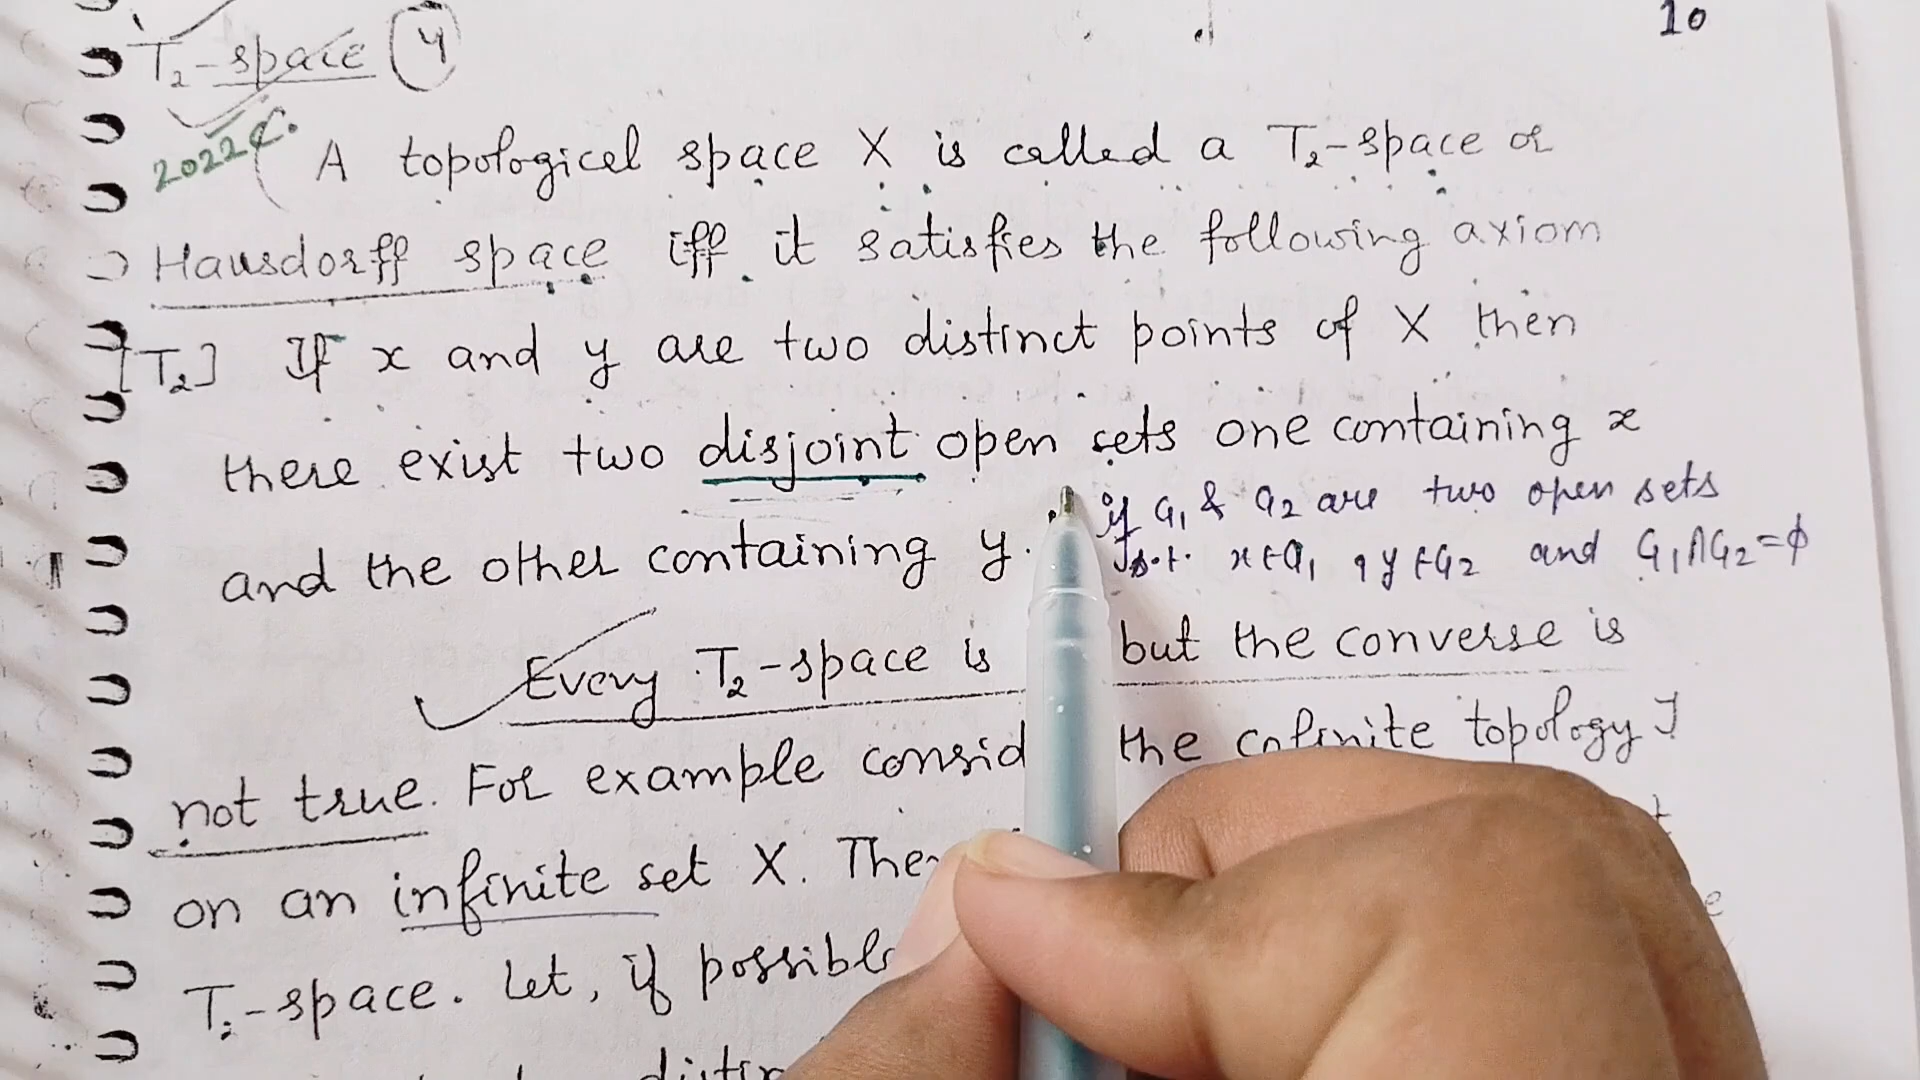 10
T₂-space 4
2022
A topological space X is called a T₂-space or
Hausdorff space iff it satisfies the following axiom
[T₂] If x and y are two distinct points of X then
there exist two disjoint open sets one containing x
and the other containing y.
if G₁ & G₂ are two open sets
s.t. x∈G₁, y∈G₂ and G₁∩G₂=ϕ
Every T₂-space is but the converse is
not true. For example consid the cofinite topology
on an infinite set X. The
-space. Let, if possible